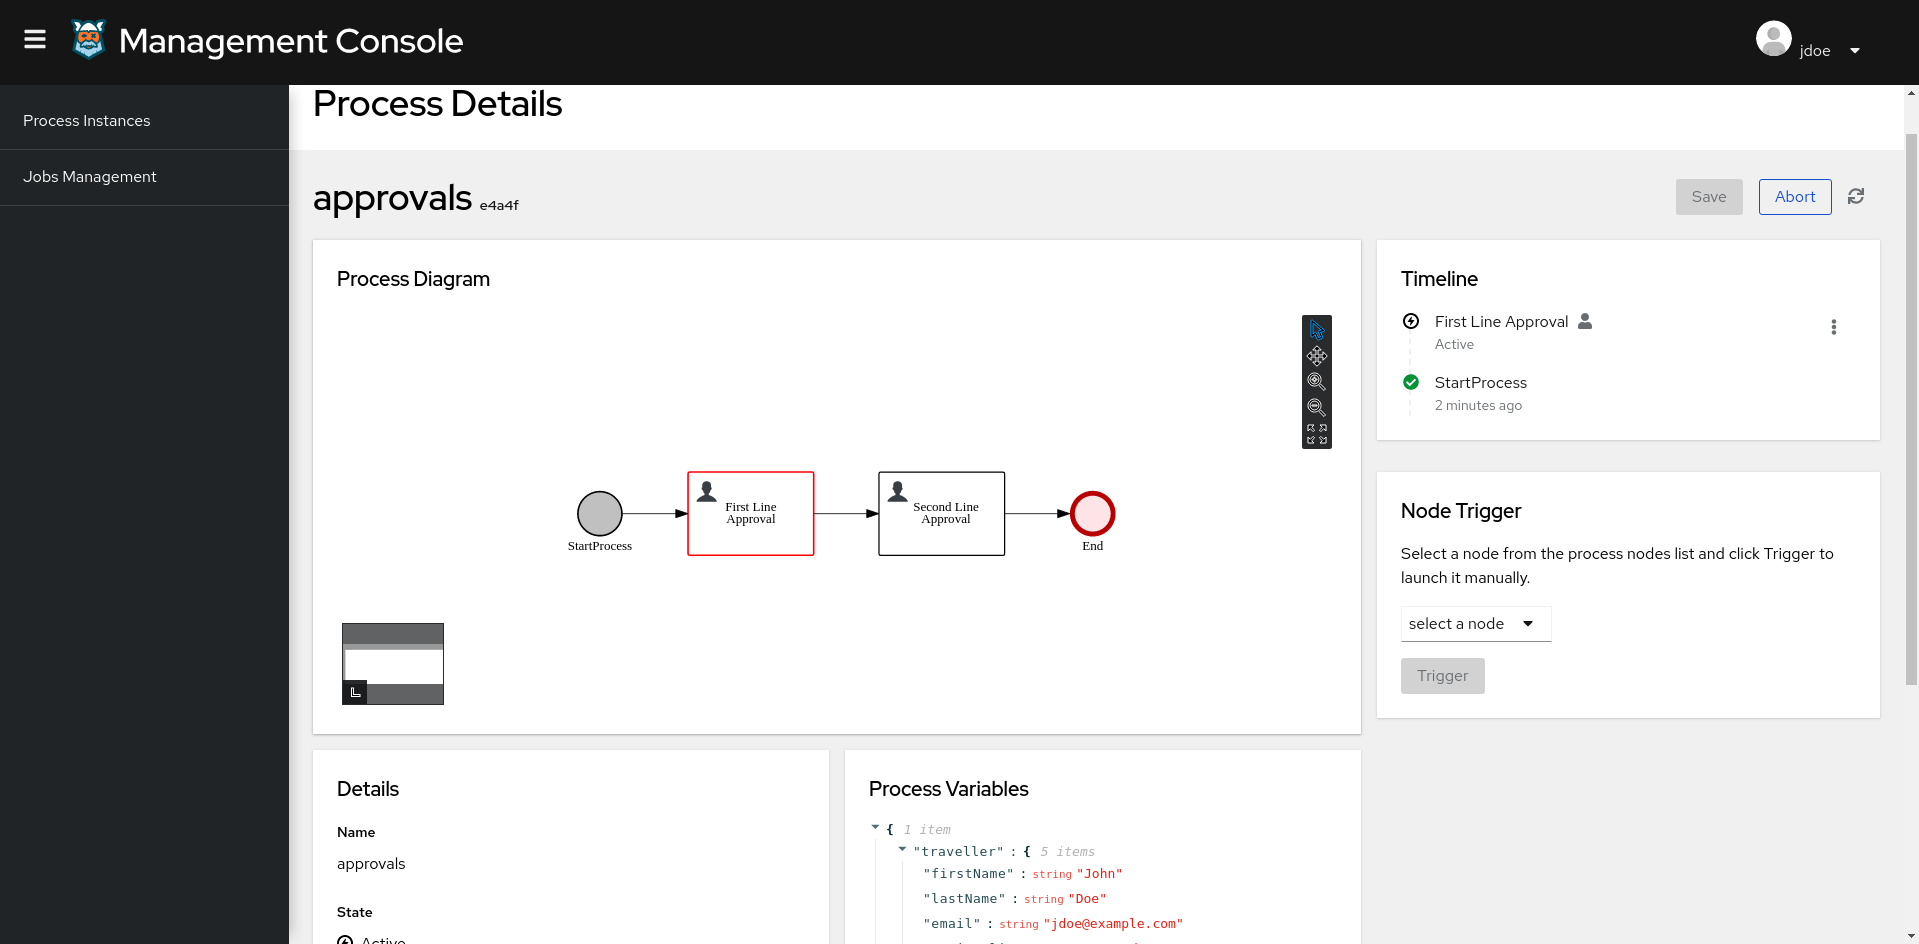 Management Console
jdoe
Process Instances
Jobs Management
Process Details
approvals e4a4f
Save
Abort
Process Diagram
StartProcess
First Line
Approval
Second Line
Approval
End
Timeline
First Line Approval
Active
StartProcess
2 minutes ago
Node Trigger
Select a node from the process nodes list and click Trigger to
launch it manually.
select a node
Trigger
Details
Name
approvals
State
Active
Process Variables
{ 1 item
"traveller" : { 5 items
"firstName" : string "John"
"lastName" : string "Doe"
"email" : string "jdoe@example.com"